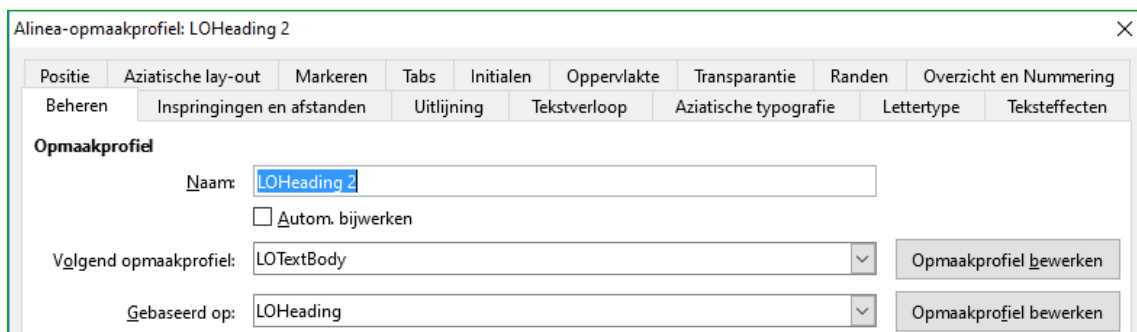 Alinea-opmaakprofiel: LOHeading 2
Positie Aziatische lay-out Markeren Tabs Initialen Oppervlakte Transparantie Randen Overzicht en Nummering
Beheren Inspringingen en afstanden Uitlijning Tekstverloop Aziatische typografie Lettertype Teksteffecten
Opmaakprofiel
Naam: LOHeading 2
Autom. bijwerken
Volgend opmaakprofiel: LOTextBody Opmaakprofiel bewerken
Gebaseerd op: LOHeading Opmaakprofiel bewerken